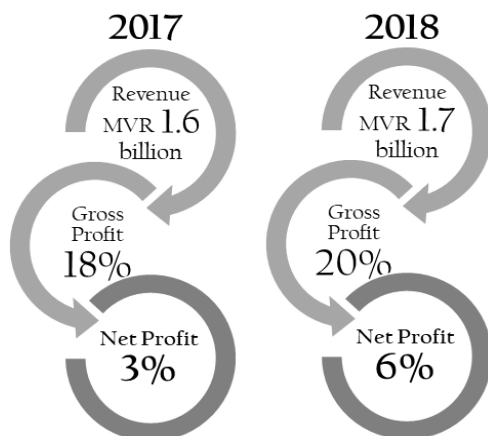 2017
Revenue
MVR 1.6
billion
Gross
Profit
18%
Net Profit
3%
2018
Revenue
MVR 1.7
billion
Gross
Profit
20%
Net Profit
6%